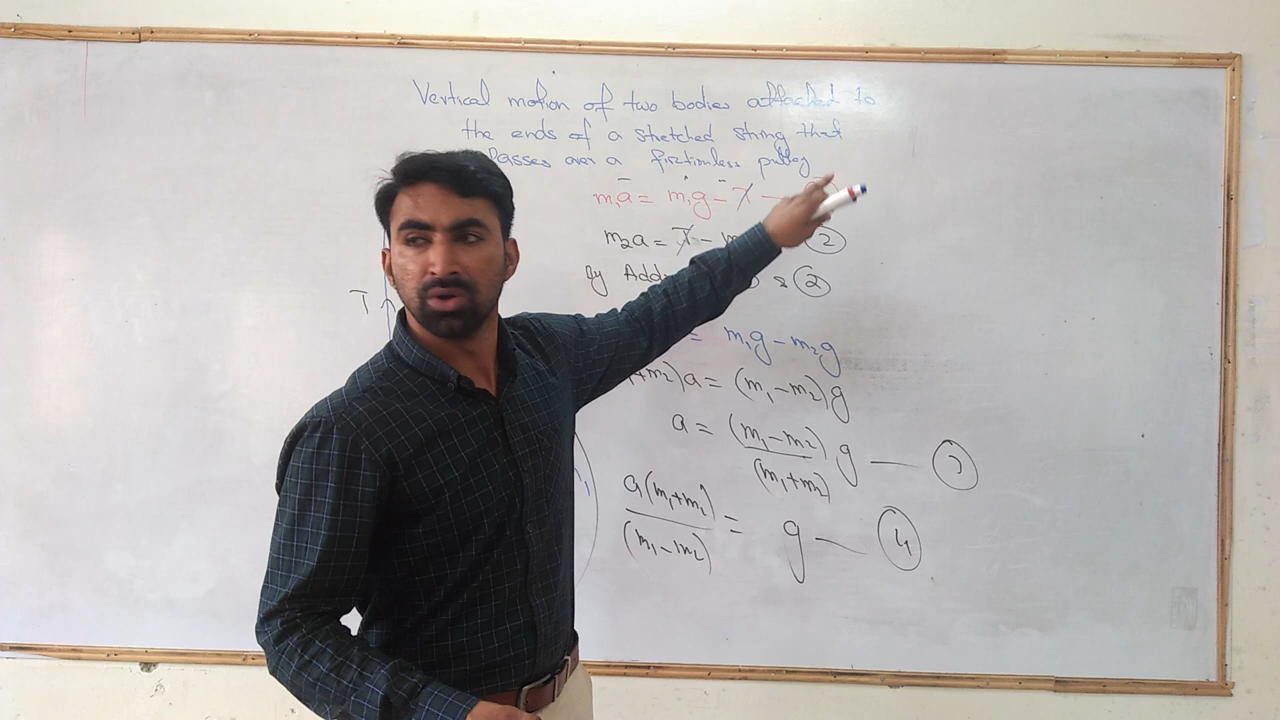 Vertical motion of two bodies attached to
the ends of a stretched string that
Passes over a frictionless pulley
m₁a = m₁g - T —
m₂a = T - m 2
By Add & 2
T
= m₁g - m₂g
+m₂)a = (m₁-m₂)g
a = (m₁-m₂)/(m₁+m₂) g — 3
a(m₁+m₂)/(m₁-m₂) = g — 4